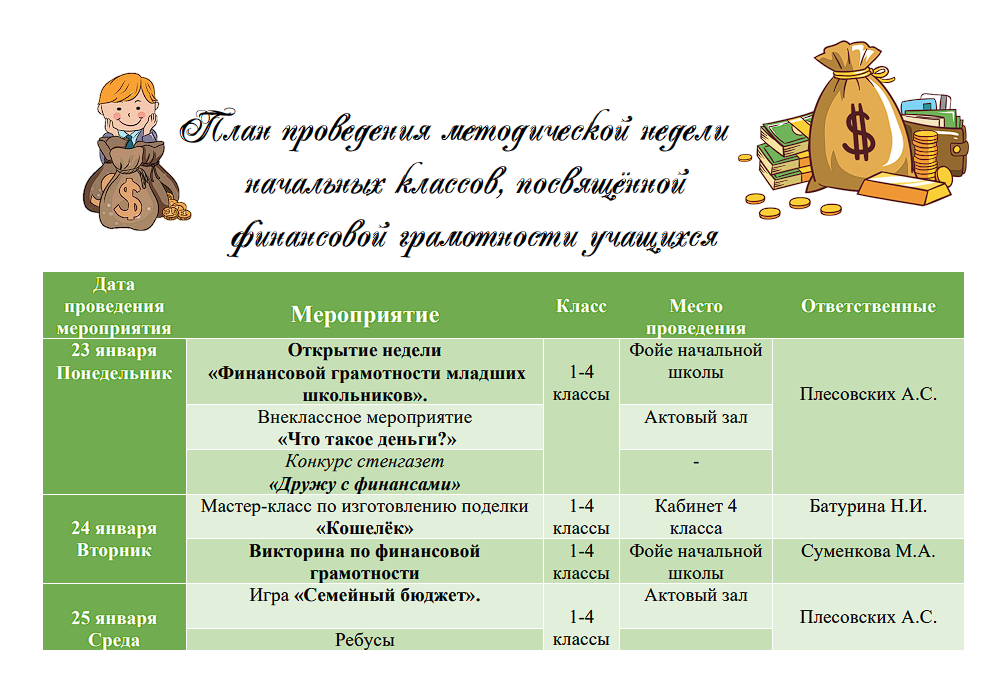 План проведения методической недели
начальных классов, посвящённой
финансовой грамотности учащихся
Дата
проведения
мероприятия
Мероприятие
Класс
Место
проведения
Ответственные
23 января
Понедельник
Открытие недели
«Финансовой грамотности младших
школьников».
1-4
классы
Фойе начальной
школы
Плесовских А.С.
Внеклассное мероприятие
«Что такое деньги?»
Актовый зал
Конкурс стенгазет
«Дружу с финансами»
-
24 января
Вторник
Мастер-класс по изготовлению поделки
«Кошелёк»
1-4
классы
Кабинет 4
класса
Батурина Н.И.
Викторина по финансовой
грамотности
1-4
классы
Фойе начальной
школы
Суменкова М.А.
25 января
Среда
Игра «Семейный бюджет».
1-4
классы
Актовый зал
Плесовских А.С.
Ребусы
$
$